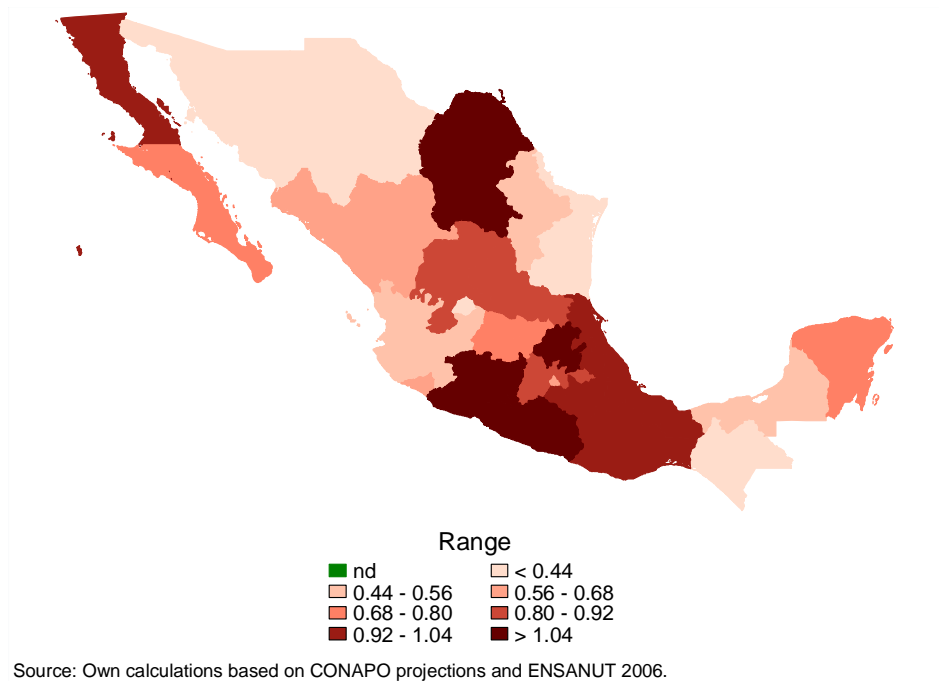 Range
nd < 0.44
0.44 - 0.56 0.56 - 0.68
0.68 - 0.80 0.80 - 0.92
0.92 - 1.04 > 1.04
Source: Own calculations based on CONAPO projections and ENSANUT 2006.